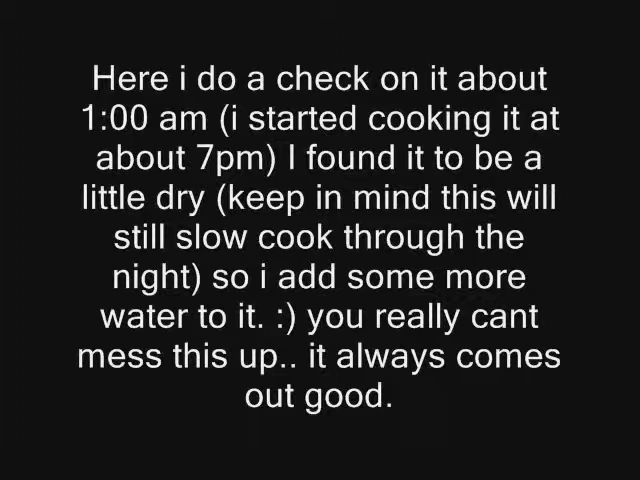 Here i do a check on it about
1:00 am (i started cooking it at
about 7pm) I found it to be a
little dry (keep in mind this will
still slow cook through the
night) so i add some more
water to it. :) you really cant
mess this up.. it always comes
out good.